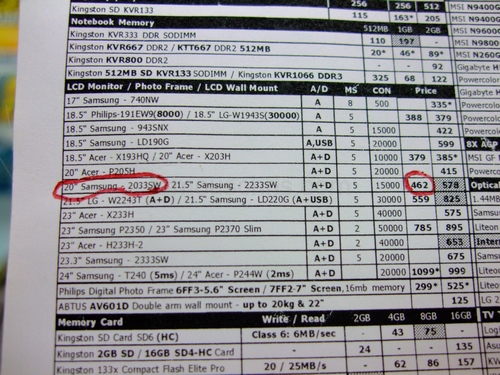 Kingston SD KVR133 256 256 512 MSI N9400G
Notebook Memory 115 163* 205
Kingston KVR333 DDR SODIMM 512MB 1GB 2GB
Kingston KVR667 DDR2 / KTT667 DDR2 512MB 110 197 -
Kingston KVR800 DDR2 20* 46* 89*
Kingston 512MB SD KVR133 SODIMM / Kingston KVR1066 DDR3 - - 92
325 68 122
LCD Monitor / Photo Frame / LCD Wall Mount A/D MS CON Price
17" Samsung - 740NW A 8 500 335*
18.5" Philips-191EW9(8000) / 18.5" LG-W1943S(30000) A 5 388 379
18.5" Samsung - 943SNX A 5 15000 422
18.5" Samsung - LD190G A,USB 5 20000 599
18.5" Acer - X193HQ / 20" Acer - X203H A+D 5 10000 379 385*
20" Acer - P205H A+D 5 20000 415
20" Samsung - 2033SW 21.5" Samsung - 2233SW A+D 5 15000 462 578
21.5" LG - W2243T (A+D) / 21.5" Samsung - LD220G (A+USB) 5 30000 559 825
23" Acer - X233H A+D 5 40000 575
23" Samsung P2350 / 23" Samsung P2370 Slim A+D 2 50000 785 895
23" Acer - H233H-2 A+D 2 40000 653
23.3" Samsung - 2333SW A+D 5 675
24" Samsung - T240 (5ms) / 24" Acer - P244W (2ms) A+D 20000 1099* 999
Philips Digital Photo Frame 6FF3-5.6" Screen / 7FF2-7" Screen, 16mb memory 299* 525*
ABTUS AV601D Double arm wall mount - up to 20kg & 22" 125
Memory Card Write / Read 2GB 4GB 8GB 16GB
Kingston SD Card SD6 (HC) Class 6: 6MB/sec - 43 75 -
Kingston 2GB SD / 16GB SD4-HC Card - 24 - - 135
Kingston 133x Compact Flash Elite Pro 20 / 25MB/s - 62 86 157